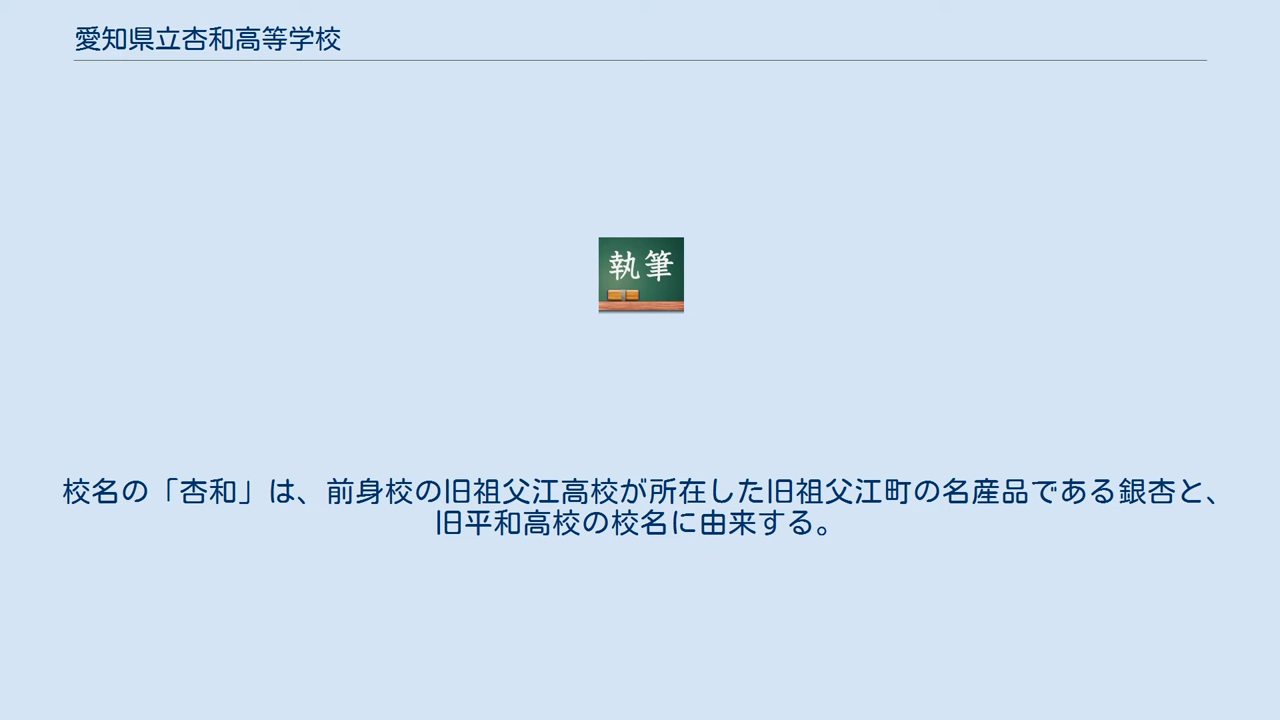 愛知県立杏和高等学校
執筆
校名の「杏和」は、前身校の旧祖父江高校が所在した旧祖父江町の名産品である銀杏と、
旧平和高校の校名に由来する。